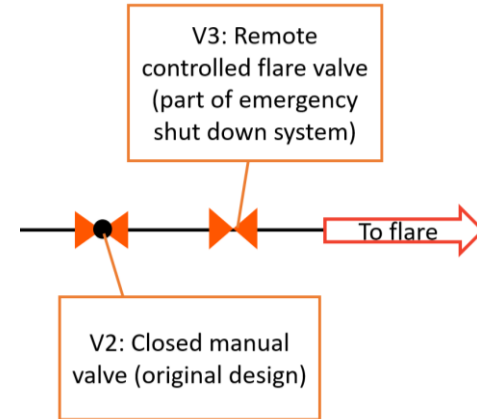 V3: Remote
controlled flare valve
(part of emergency
shut down system)
To flare
V2: Closed manual
valve (original design)